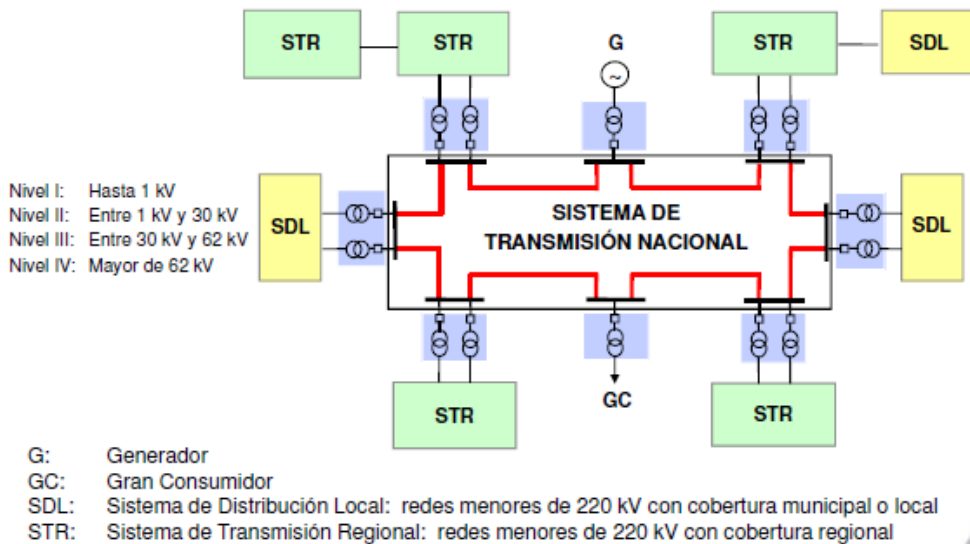 STR
STR
G
STR
SDL
~
Nivel I: Hasta 1 kV
Nivel II: Entre 1 kV y 30 kV
Nivel III: Entre 30 kV y 62 kV
Nivel IV: Mayor de 62 kV
SDL
SISTEMA DE
TRANSMISIÓN NACIONAL
SDL
STR
GC
STR
G: Generador
GC: Gran Consumidor
SDL: Sistema de Distribución Local: redes menores de 220 kV con cobertura municipal o local
STR: Sistema de Transmisión Regional: redes menores de 220 kV con cobertura regional